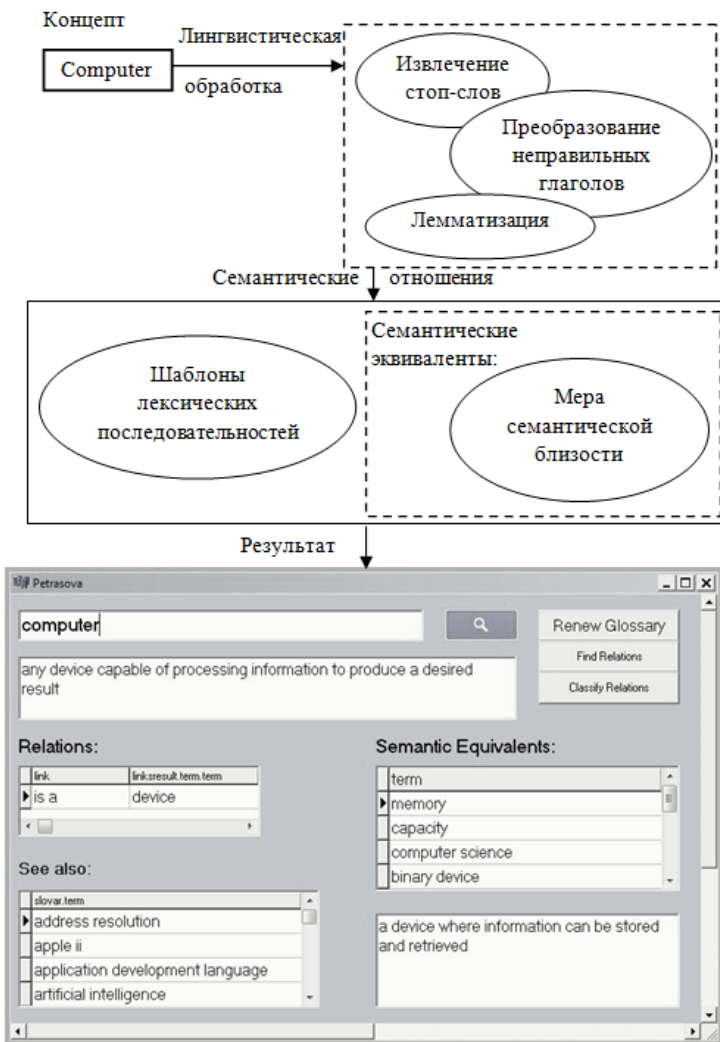 Концепт
Computer
Лингвистическая
обработка
Извлечение
стоп-слов
Преобразование
неправильных
глаголов
Лемматизация
Семантические отношения
Шаблоны
лексических
последовательностей
Семантические
эквиваленты:
Мера
семантической
близости
Результат
Petrasova
computer
Renew Glossary
Find Relations
Classify Relations
any device capable of processing information to produce a desired
result
Relations:
link linksresult.term.term
is a device
See also:
slovar.term
address resolution
apple ii
application development language
artificial intelligence
Semantic Equivalents:
term
memory
capacity
computer science
binary device
a device where information can be stored
and retrieved